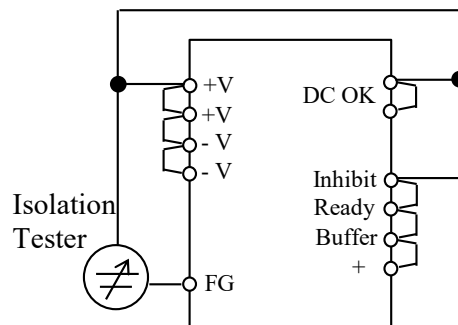 +V
DC OK
+V
- V
- V
Inhibit
Ready
Isolation
Tester
Buffer
+
FG